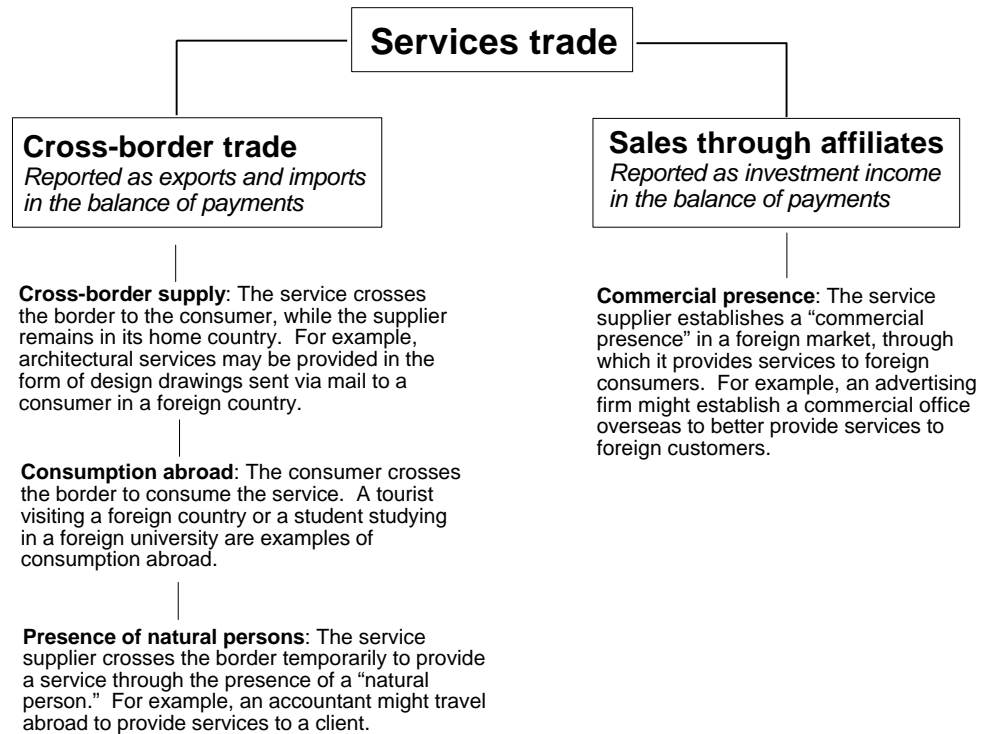 Services trade
Cross-border trade
Reported as exports and imports
in the balance of payments
Cross-border supply: The service crosses
the border to the consumer, while the supplier
remains in its home country. For example,
architectural services may be provided in the
form of design drawings sent via mail to a
consumer in a foreign country.
Consumption abroad: The consumer crosses
the border to consume the service. A tourist
visiting a foreign country or a student studying
in a foreign university are examples of
consumption abroad.
Presence of natural persons: The service
supplier crosses the border temporarily to provide
a service through the presence of a “natural
person.” For example, an accountant might travel
abroad to provide services to a client.
Sales through affiliates
Reported as investment income
in the balance of payments
Commercial presence: The service
supplier establishes a “commercial
presence” in a foreign market, through
which it provides services to foreign
consumers. For example, an advertising
firm might establish a commercial office
overseas to better provide services to
foreign customers.